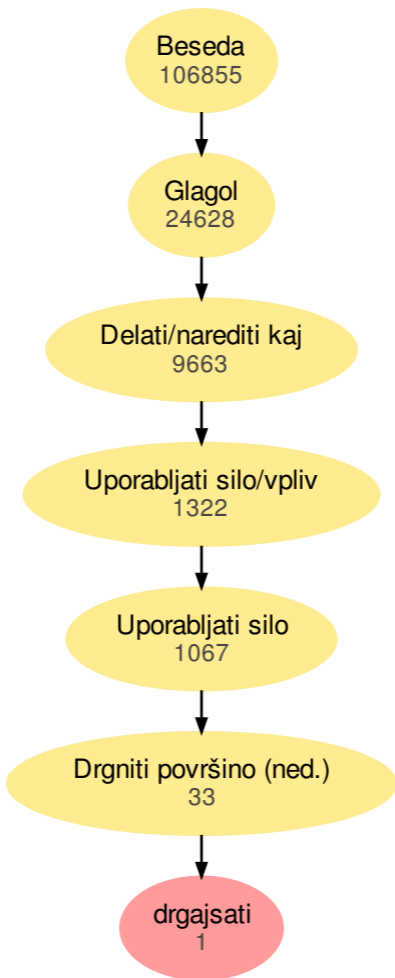 Beseda
106855
Glagol
24628
Delati/narediti kaj
9663
Uporabljati silo/vpliv
1322
Uporabljati silo
1067
Drgniti površino (ned.)
33
drgajsati
1